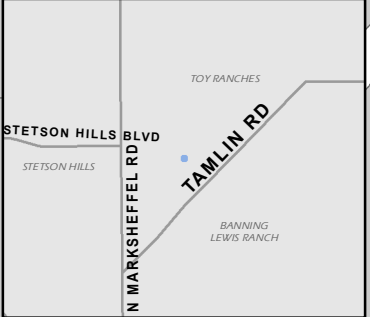 TOY RANCHES
STETSON HILLS BLVD
STETSON HILLS
TAMLIN RD
N MARKSHEFFEL RD
BANNING
LEWIS RANCH